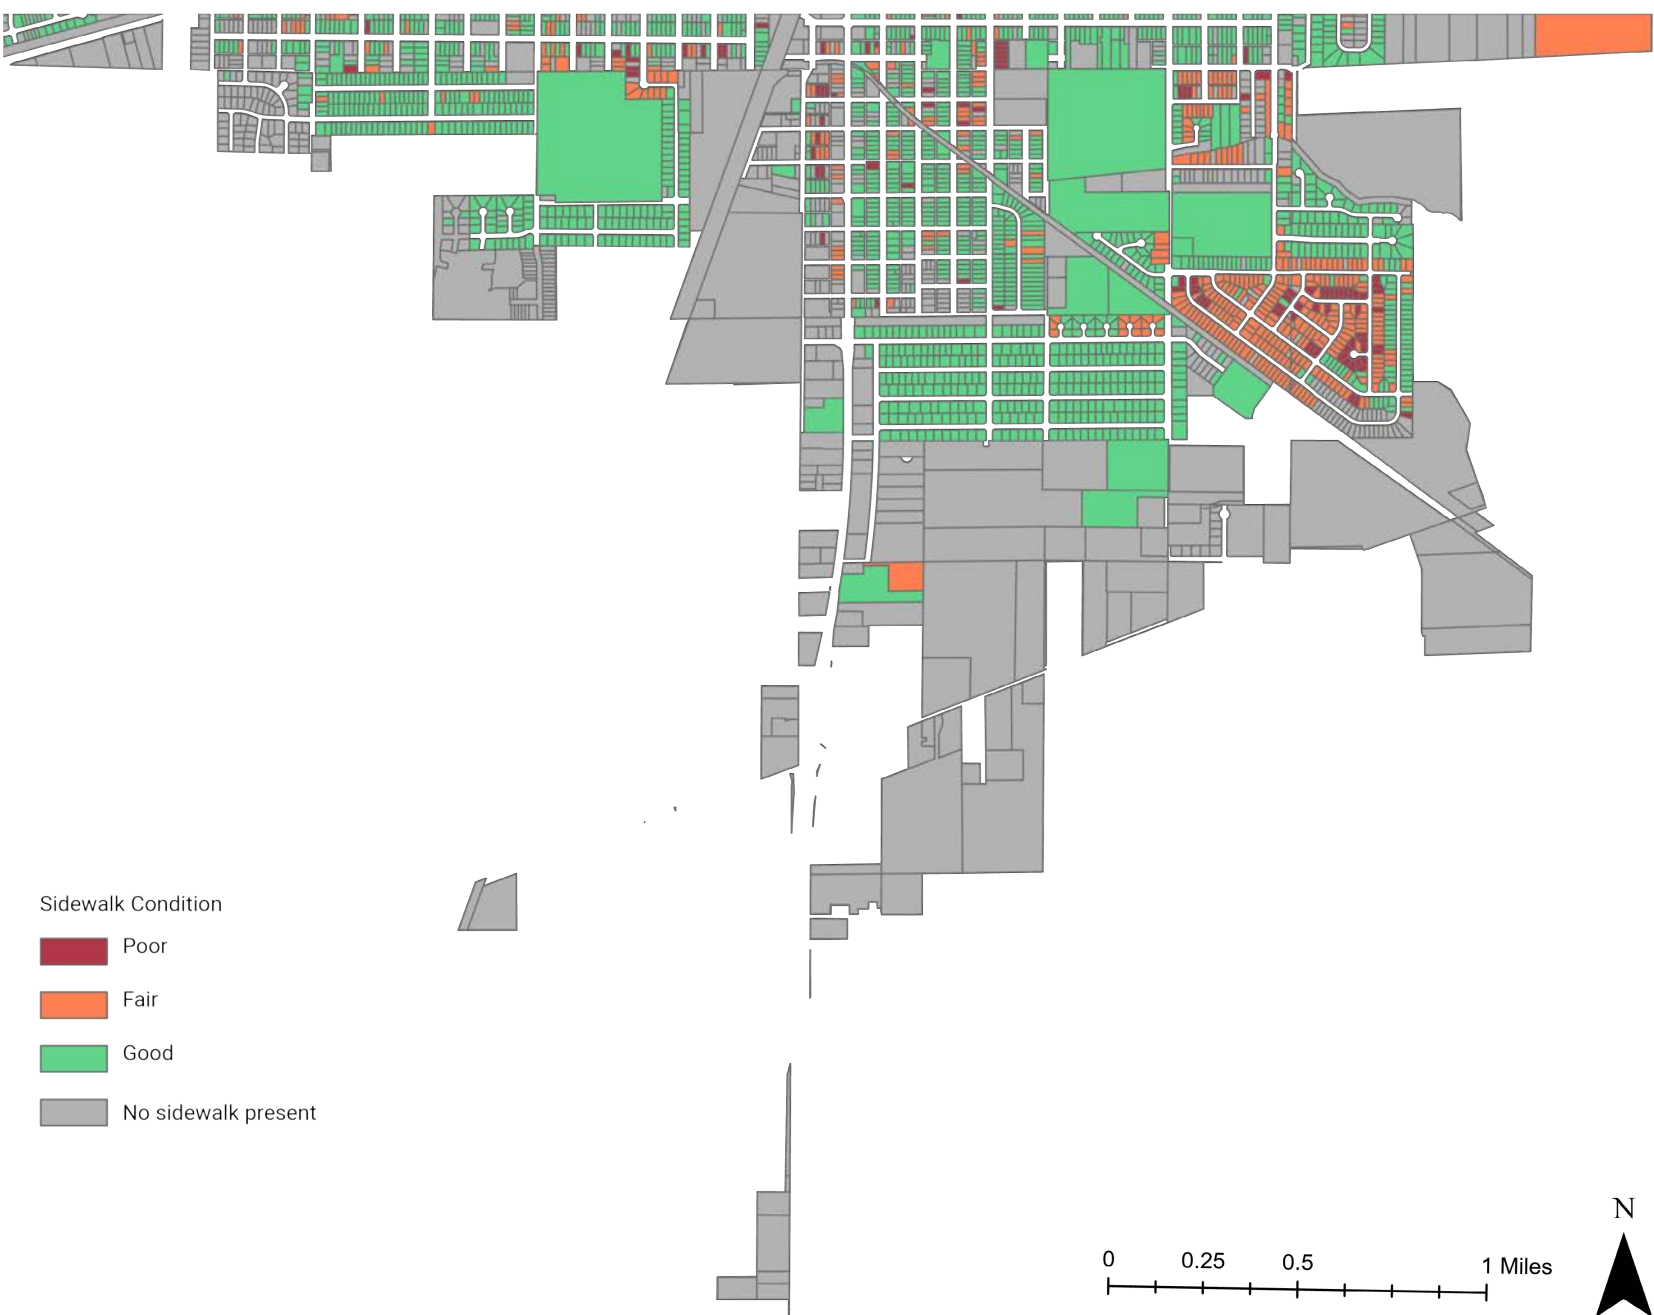 Sidewalk Condition
Poor
Fair
Good
No sidewalk present
N
0 0.25 0.5 1 Miles